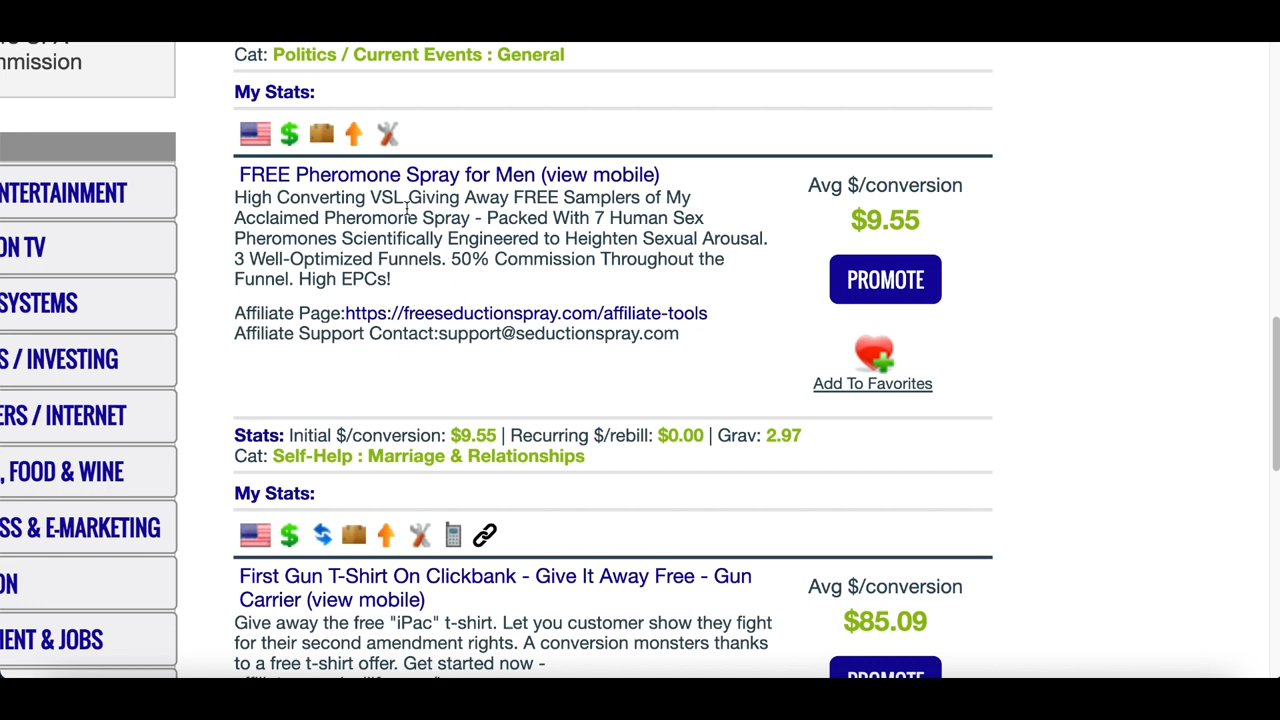 mmission
Cat: Politics / Current Events : General
My Stats:
FREE Pheromone Spray for Men (view mobile)
High Converting VSL Giving Away FREE Samplers of My
Acclaimed Pheromore Spray - Packed With 7 Human Sex
Pheromones Scientifically Engineered to Heighten Sexual Arousal.
3 Well-Optimized Funnels. 50% Commission Throughout the
Funnel. High EPCs!
Affiliate Page:https://freeseductionspray.com/affiliate-tools
Affiliate Support Contact:support@seductionspray.com
Avg $/conversion
$9.55
PROMOTE
Add To Favorites
Stats: Initial $/conversion: $9.55 | Recurring $/rebill: $0.00 | Grav: 2.97
Cat: Self-Help : Marriage & Relationships
My Stats:
First Gun T-Shirt On Clickbank - Give It Away Free - Gun
Carrier (view mobile)
Give away the free "iPac" t-shirt. Let you customer show they fight
for their second amendment rights. A conversion monsters thanks
to a free t-shirt offer. Get started now -
Avg $/conversion
$85.09
PROMOTE
NTERTAINMENT
ON TV
SYSTEMS
S / INVESTING
ERS / INTERNET
, FOOD & WINE
SS & E-MARKETING
ON
MENT & JOBS